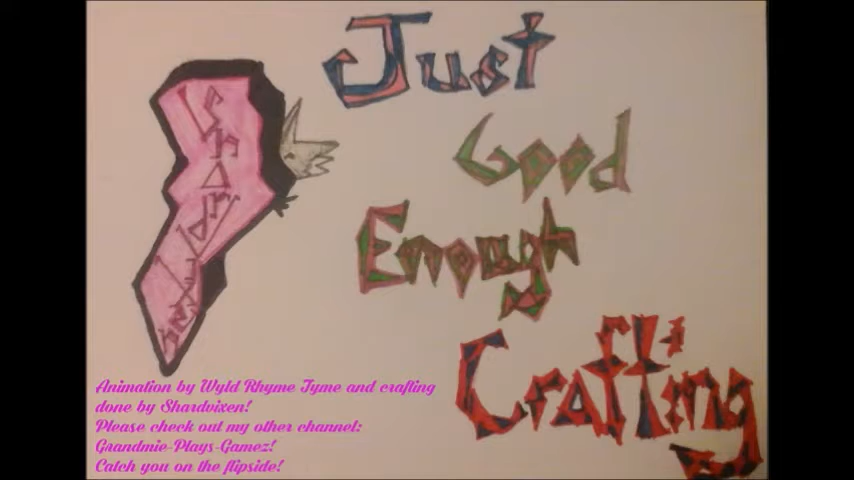 Shardvixen
Just
Good
Enough
Crafting
Animation by Wyld Rhyme Tyme and crafting
done by Shardvixen!
Please check out my other channel:
Grandmie-Plays-Gamez!
Catch you on the flipside!